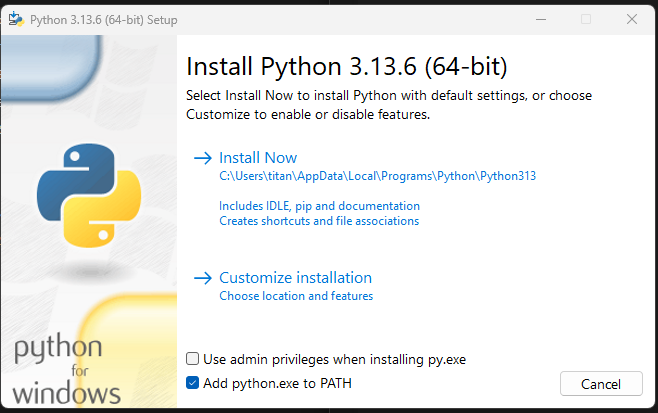 Python 3.13.6 (64-bit) Setup
Install Python 3.13.6 (64-bit)
Select Install Now to install Python with default settings, or choose
Customize to enable or disable features.
Install Now
C:\Users\titan\AppData\Local\Programs\Python\Python313
Includes IDLE, pip and documentation
Creates shortcuts and file associations
Customize installation
Choose location and features
Use admin privileges when installing py.exe
Add python.exe to PATH
Cancel
python
for
windows